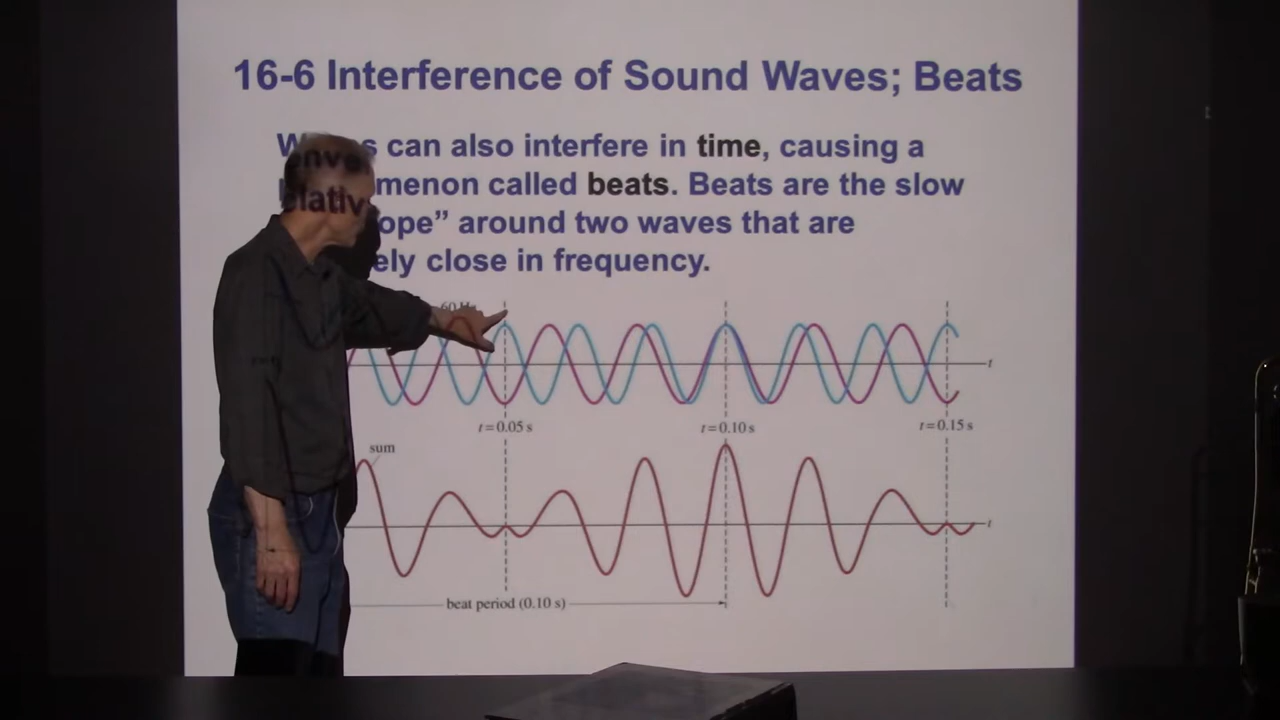 16-6 Interference of Sound Waves; Beats
can also interfere in time, causing a
menon called beats. Beats are the slow
ope” around two waves that are
ely close in frequency.
t
t = 0.05 s t = 0.10 s t = 0.15 s
sum
t
beat period (0.10 s)